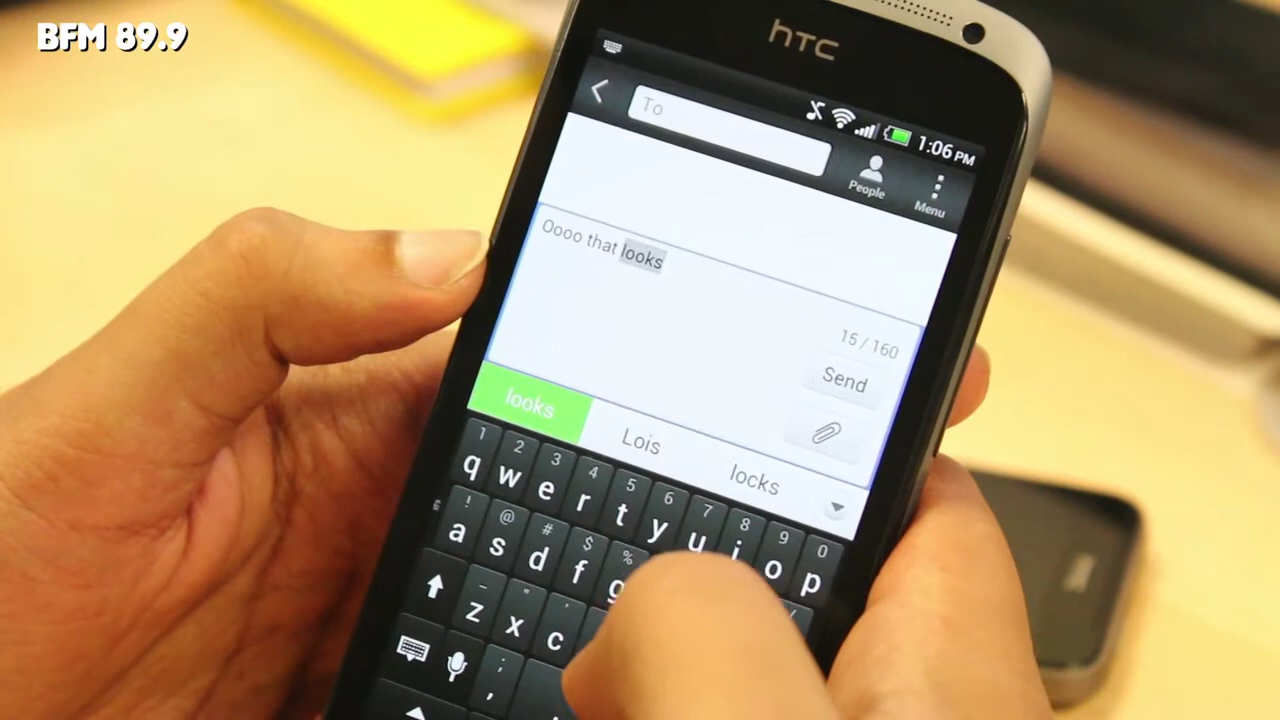 BFM 89.9
hTC
1:06 PM
To
People
Menu
Oooo that looks
15 / 160
Send
looks
Lois
locks
1 2 3 4 5 6 7 8 9 0
q w e r t y u i o p
! @ # $ %
a s d f g
- " '
z x c
;
,